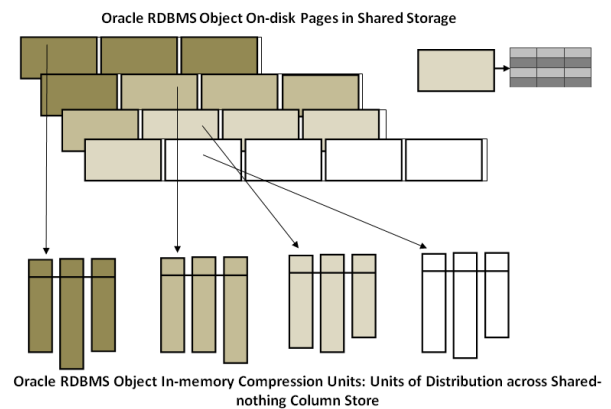 Oracle RDBMS Object On-disk Pages in Shared Storage
Oracle RDBMS Object In-memory Compression Units: Units of Distribution across Shared-
nothing Column Store